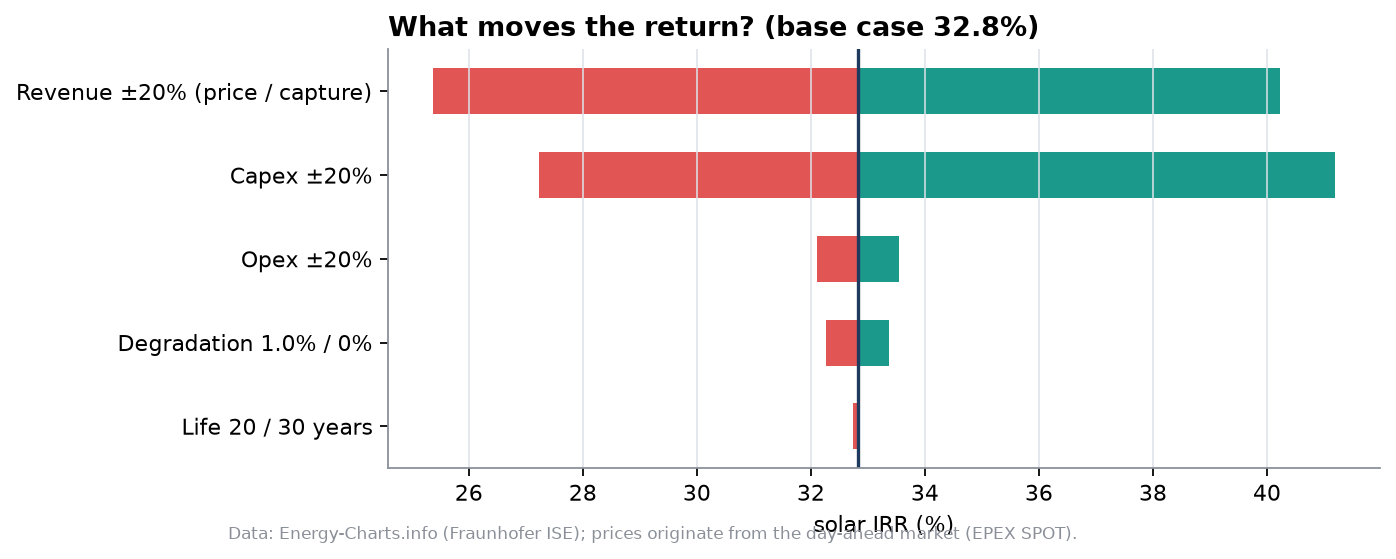 What moves the return? (base case 32.8%)
Revenue ±20% (price / capture)
Capex ±20%
Opex ±20%
Degradation 1.0% / 0%
Life 20 / 30 years
26 28 30 32 34 36 38 40
solar IRR (%)
Data: Energy-Charts.info (Fraunhofer ISE); prices originate from the day-ahead market (EPEX SPOT).